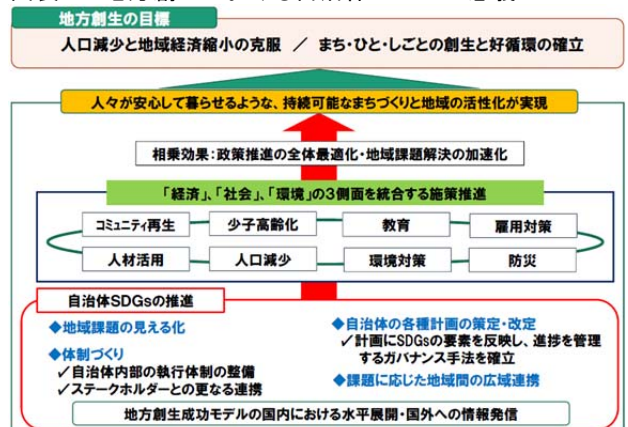 地方創生の目標
人口減少と地域経済縮小の克服 ／ まち・ひと・しごとの創生と好循環の確立
人々が安心して暮らせるような、持続可能なまちづくりと地域の活性化が実現
相乗効果：政策推進の全体最適化・地域課題解決の加速化
「経済」、「社会」、「環境」の3側面を統合する施策推進
コミュニティ再生 少子高齢化 教育 雇用対策
人材活用 人口減少 環境対策 防災
自治体SDGsの推進
◆地域課題の見える化
◆体制づくり
✓自治体内部の執行体制の整備
✓ステークホルダーとの更なる連携
◆自治体の各種計画の策定・改定
✓計画にSDGsの要素を反映し、進捗を管理
するガバナンス手法を確立
◆課題に応じた地域間の広域連携
地方創生成功モデルの国内における水平展開・国外への情報発信